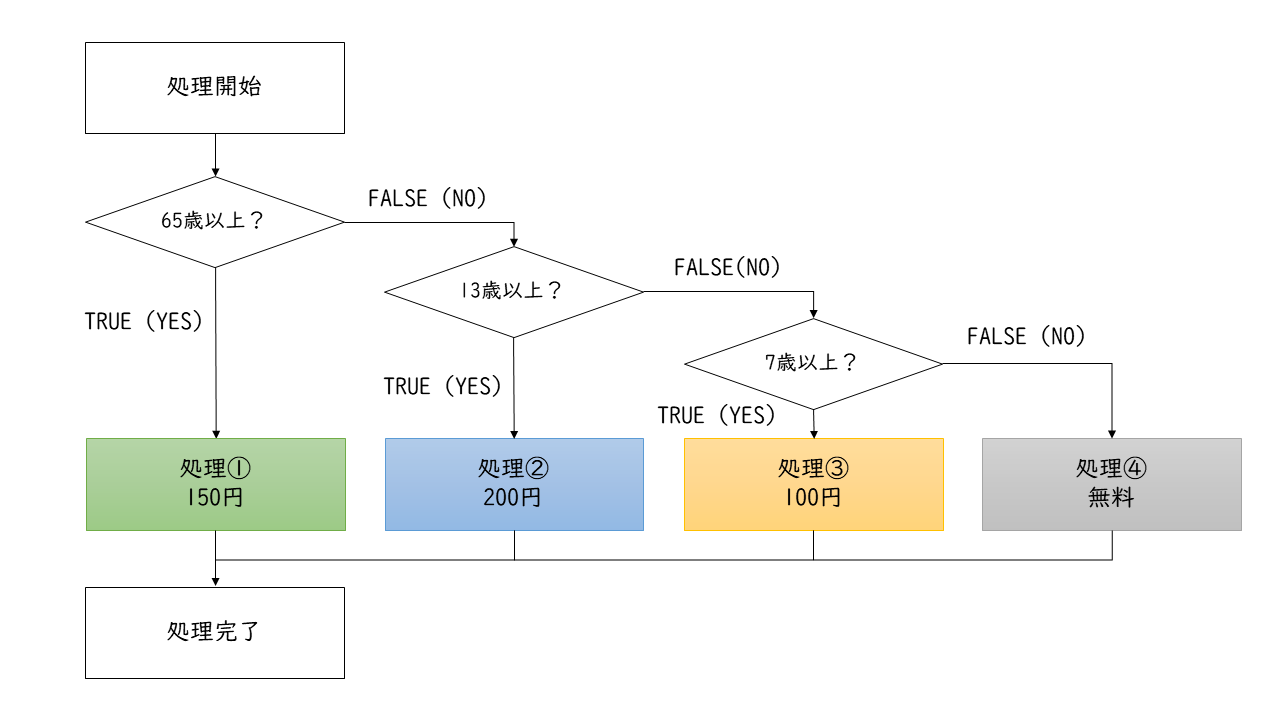 処理開始
65歳以上？
FALSE (NO)
13歳以上？
FALSE(NO)
7歳以上？
FALSE (NO)
TRUE (YES)
TRUE (YES)
TRUE (YES)
処理①
150円
処理②
200円
処理③
100円
処理④
無料
処理完了